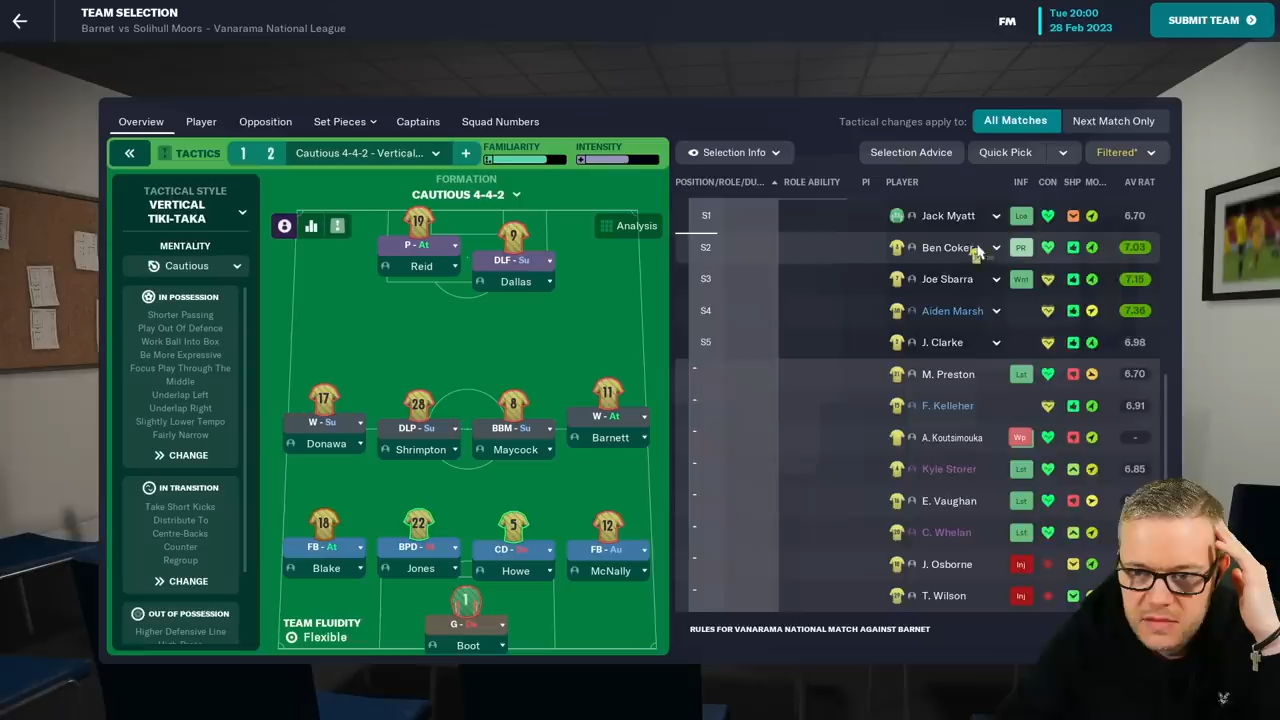 TEAM SELECTION
Barnet vs Solihull Moors - Vanarama National League
FM
Tue 20:00
28 Feb 2023
SUBMIT TEAM
Overview
Player
Opposition
Set Pieces
Captains
Squad Numbers
Tactical changes apply to:
All Matches
Next Match Only
TACTICS
1
2
Cautious 4-4-2 - Vertical...
FAMILIARITY
INTENSITY
Selection Info
Selection Advice
Quick Pick
Filtered*
TACTICAL STYLE
VERTICAL
TIKI-TAKA
MENTALITY
Cautious
IN POSSESSION
Shorter Passing
Play Out Of Defence
Work Ball Into Box
Be More Expressive
Focus Play Through The
Middle
Underlap Left
Underlap Right
Slightly Lower Tempo
Fairly Narrow
CHANGE
IN TRANSITION
Take Short Kicks
Distribute To
Centre-Backs
Counter
Regroup
CHANGE
OUT OF POSSESSION
Higher Defensive Line
FORMATION
CAUTIOUS 4-4-2
Analysis
19
P - At
Reid
9
DLF - Su
Dallas
17
W - Su
Donawa
28
DLP - Su
Shrimpton
8
BBM - Su
Maycock
11
W - At
Barnett
18
FB - At
Blake
22
BPD -
Jones
5
CD - De
Howe
12
FB - Au
McNally
1
G - De
Boot
TEAM FLUIDITY
Flexible
POSITION/ROLE/DU...
ROLE ABILITY
PI
PLAYER
INF
CON
SHP
MO...
AV RAT
S1 Jack Myatt Loa 6.70
S2 Ben Coker PR 7.03
S3 Joe Sbarra Wnt 7.15
S4 Aiden Marsh 7.36
S5 J. Clarke 6.98
- M. Preston Lst 6.70
- F. Kelleher 6.91
- A. Koutsimouka Wp -
- Kyle Storer Lst 6.85
- E. Vaughan Lst
- C. Whelan Lst
- J. Osborne Inj
- T. Wilson Inj
RULES FOR VANARAMA NATIONAL MATCH AGAINST BARNET